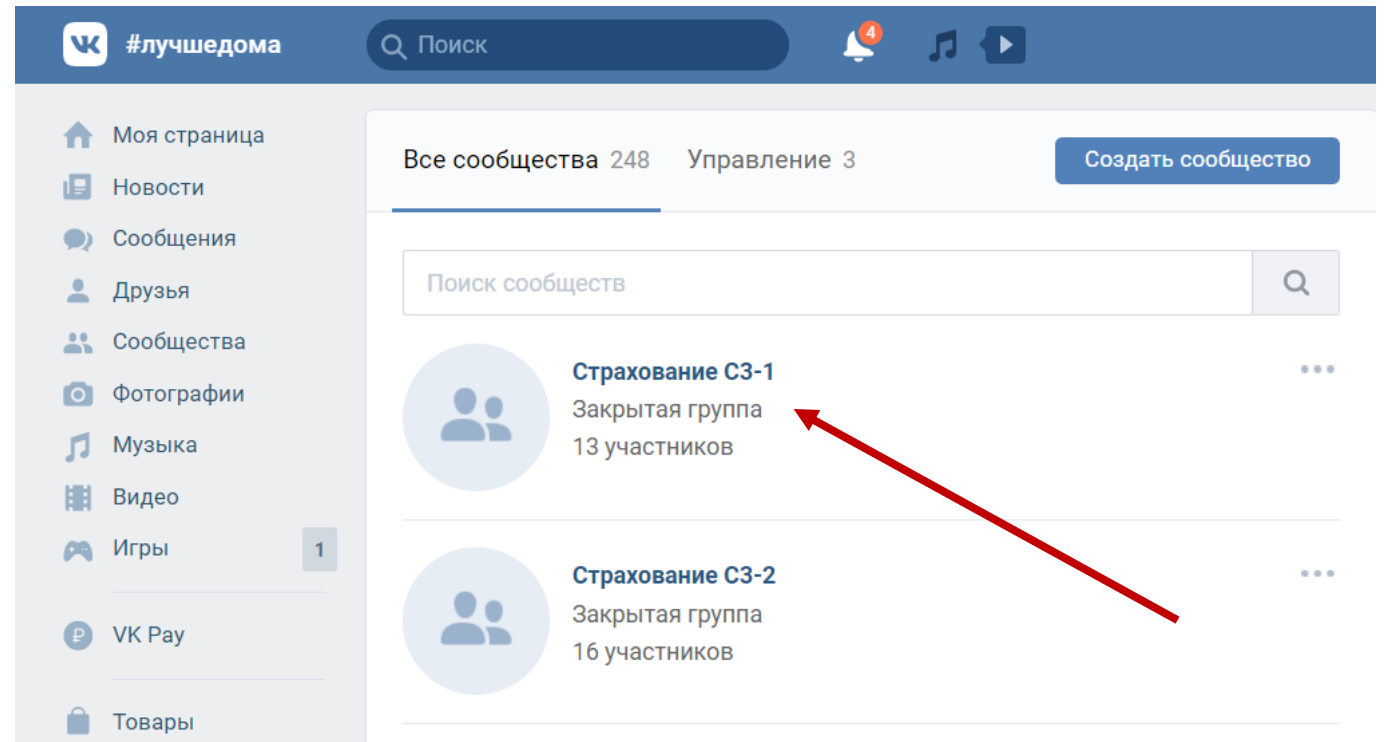 #лучшедома
Поиск
4
Моя страница
Новости
Сообщения
Друзья
Сообщества
Фотографии
Музыка
Видео
Игры 1
VK Pay
Товары
Все сообщества 248 Управление 3 Создать сообщество
Поиск сообществ
Страхование СЗ-1
Закрытая группа
13 участников
Страхование СЗ-2
Закрытая группа
16 участников